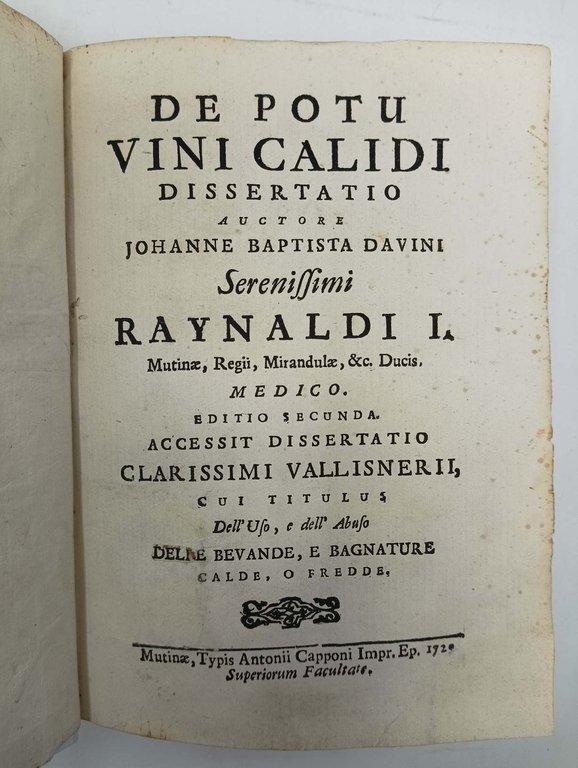 DE POTU
VINI CALIDI
DISSERTATIO
AUCTORE
JOHANNE BAPTISTA DAVINI
Sereniſſimi
RAYNALDI I.
Mutinæ, Regii, Mirandulæ, &c. Ducis.
MEDICO.
EDITIO SECUNDA.
ACCESSIT DISSERTATIO
CLARISSIMI VALLISNERII,
CUI TITULUS
Dell'Uſo, e dell' Abuſo
DELLE BEVANDE, E BAGNATURE
CALDE, O FREDDE.
Mutinæ, Typis Antonii Capponi Impr. Ep.
Superiorum Facultate.